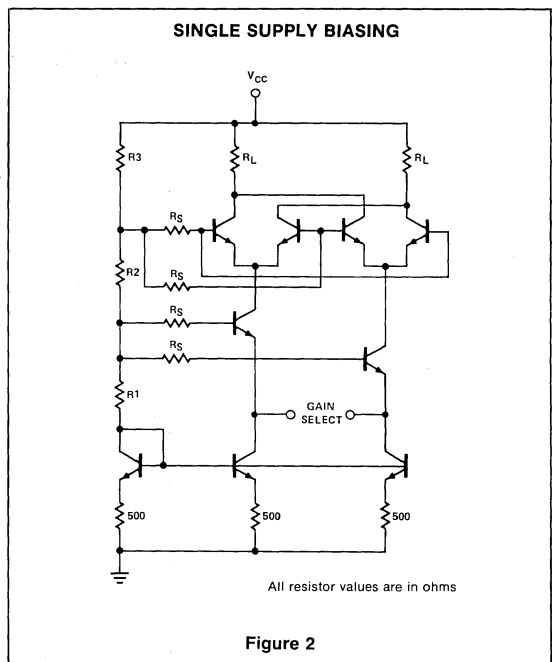 SINGLE SUPPLY BIASING
VCC
R3
RL
RL
RS
R2
RS
RS
RS
R1
GAIN
SELECT
500
500
500
All resistor values are in ohms
Figure 2